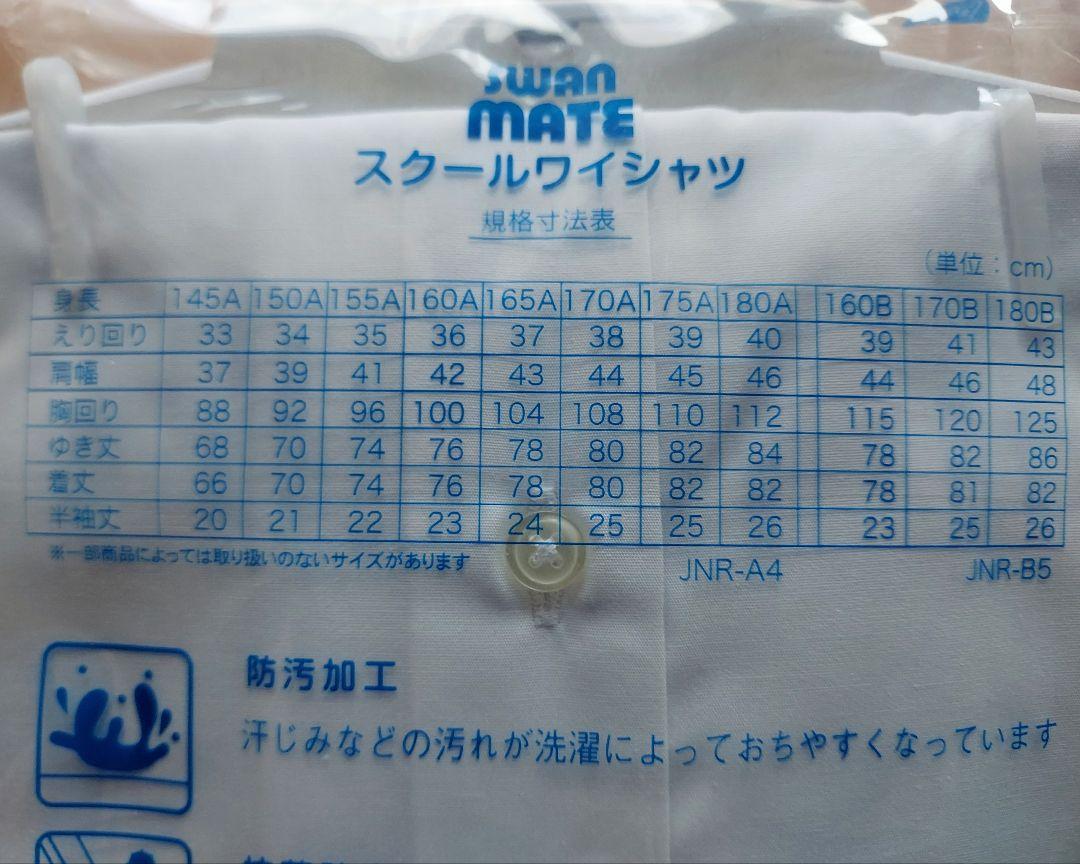 SWAN
MATE
スクールワイシャツ
規格寸法表
(単位:cm)
身長 145A 150A 155A 160A 165A 170A 175A 180A 160B 170B 180B
えり回り 33 34 35 36 37 38 39 40 39 41 43
肩幅 37 39 41 42 43 44 45 46 44 46 48
胸回り 88 92 96 100 104 108 110 112 115 120 125
ゆき丈 68 70 74 76 78 80 82 84 78 82 86
着丈 66 70 74 76 78 80 82 82 78 81 82
半袖丈 20 21 22 23 24 25 25 26 23 25 26
※一部商品によっては取り扱いのないサイズがあります
JNR-A4 JNR-B5
防汚加工
汗じみなどの汚れが洗濯によっておちやすくなっています